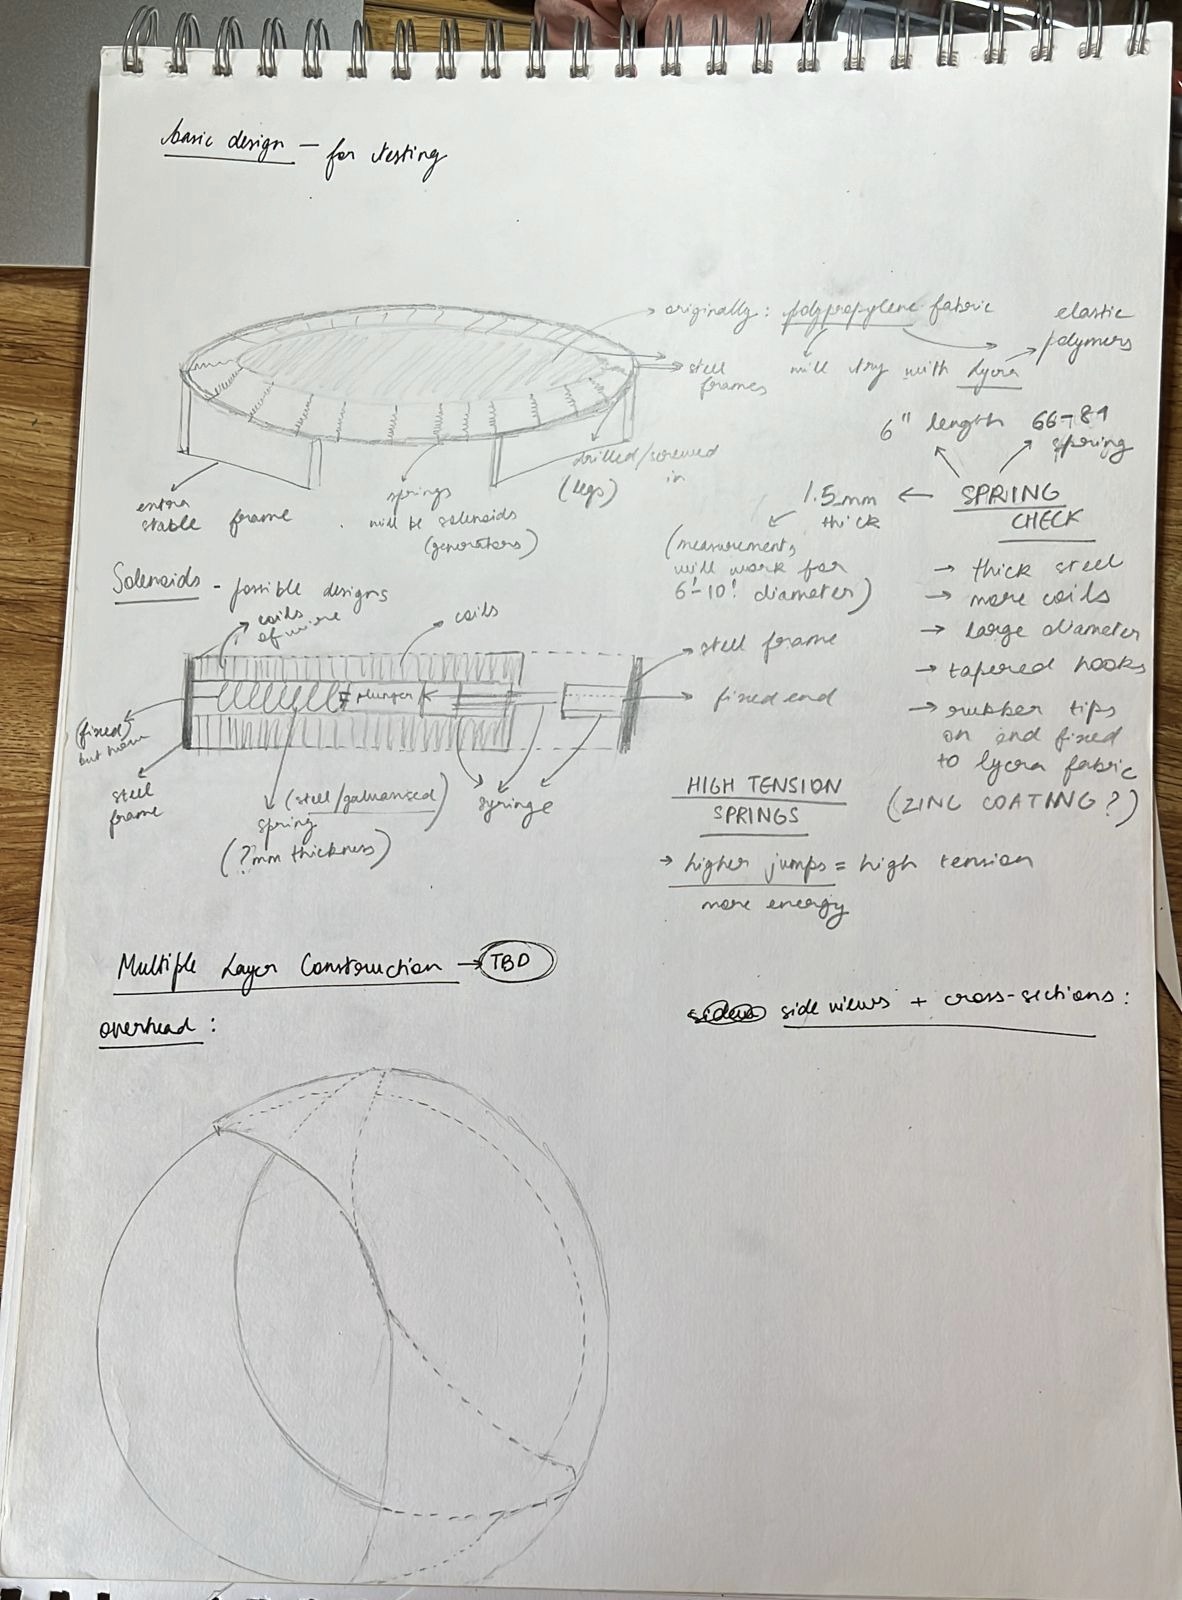 basic design - for testing
→ originally : polypropylene fabric
elastic
polymers
will try with lycra
steel
frames
6" length
66-84
spring
drilled/screwed
in
(legs)
extra
stable frame
springs
will be solenoids
(generators)
1.5mm
thick
← SPRING
CHECK
(measurements
will work for
6'-10' diameter)
→ thick steel
→ more coils
→ large diameter
→ tapered hooks
→ rubber tips
on end fixed
to lycra fabric
(ZINC COATING?)
Solenoids - possible designs
coils
of wire
coils
steel frame
plunger
fixed end
(fixed)
steel
frame
(steel/galvanised)
spring
(?mm thickness)
syringe
HIGH TENSION
SPRINGS
→ higher jumps = high tension
more energy
Multiple Layer Construction → TBD
overhead :
side views + cross-sections :